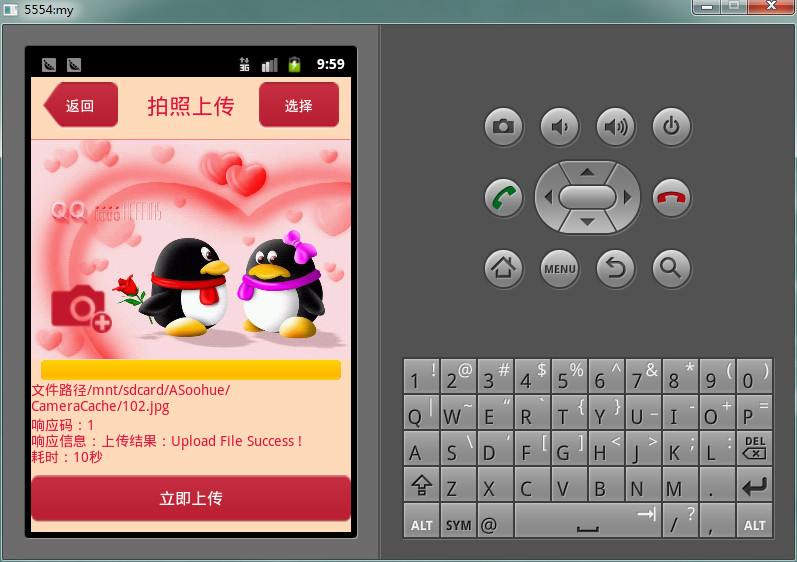 5554:my
3G 9:59
返回
拍照上传
选择
QQ
文件路径/mnt/sdcard/ASoohue/
CameraCache/102.jpg
响应码：1
响应信息：上传结果：Upload File Success !
耗时：10秒
立即上传
MENU
1 ! 2 @ 3 # 4 $ 5 % 6 ^ 7 & 8 * 9 ( 0 )
Q | W ~ E “ R ` T { Y } U _ I - O + P =
A S \ D ‘ F [ G ] H < J > K ; L : DEL
Z X C V B N M .
ALT SYM @ / ? , ALT